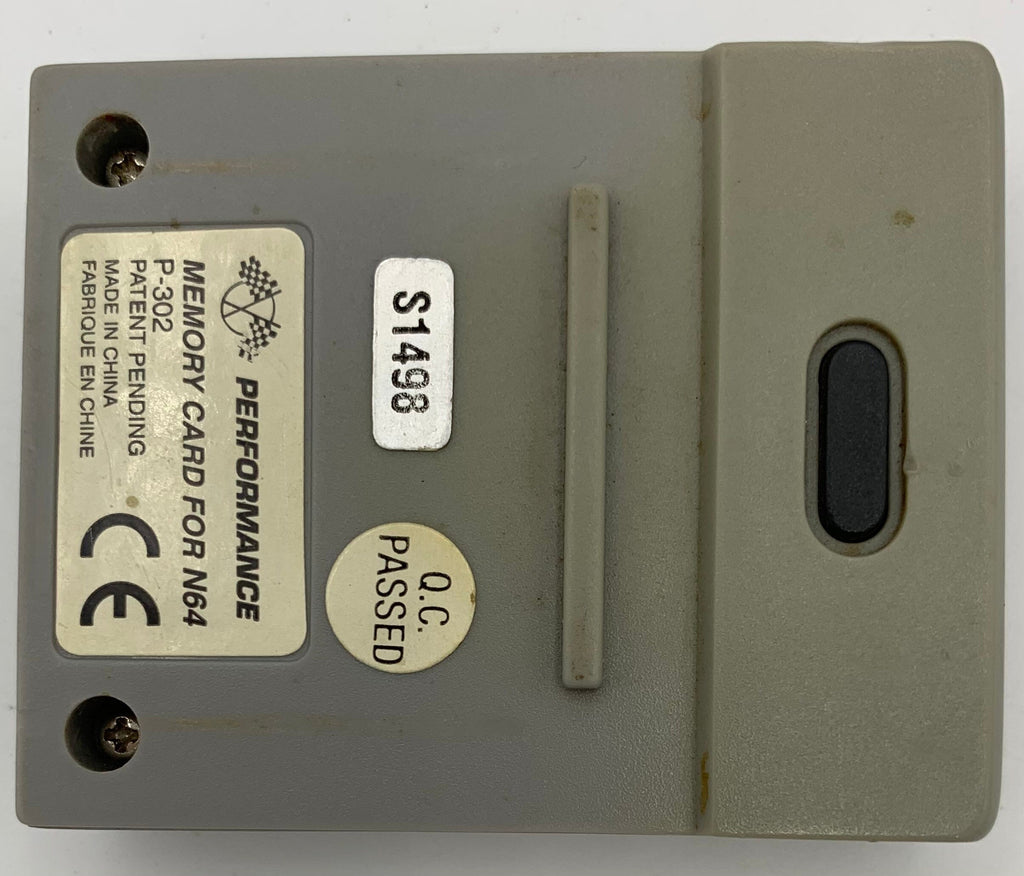 PERFORMANCE
MEMORY CARD FOR N64
P-302
PATENT PENDING
MADE IN CHINA
FABRIQUE EN CHINE
CE
S1498
Q.C.
PASSED